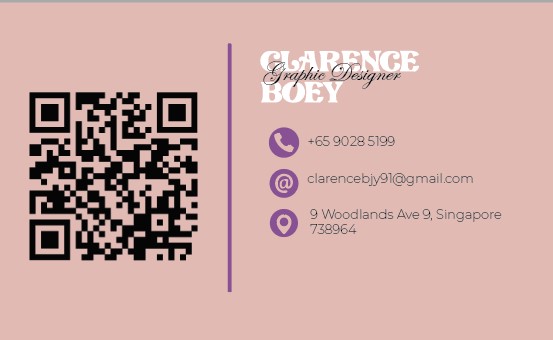 CLARENCE
Graphic Designer
BOEY
+65 9028 5199
@
clarencebjy91@gmail.com
9 Woodlands Ave 9, Singapore
738964